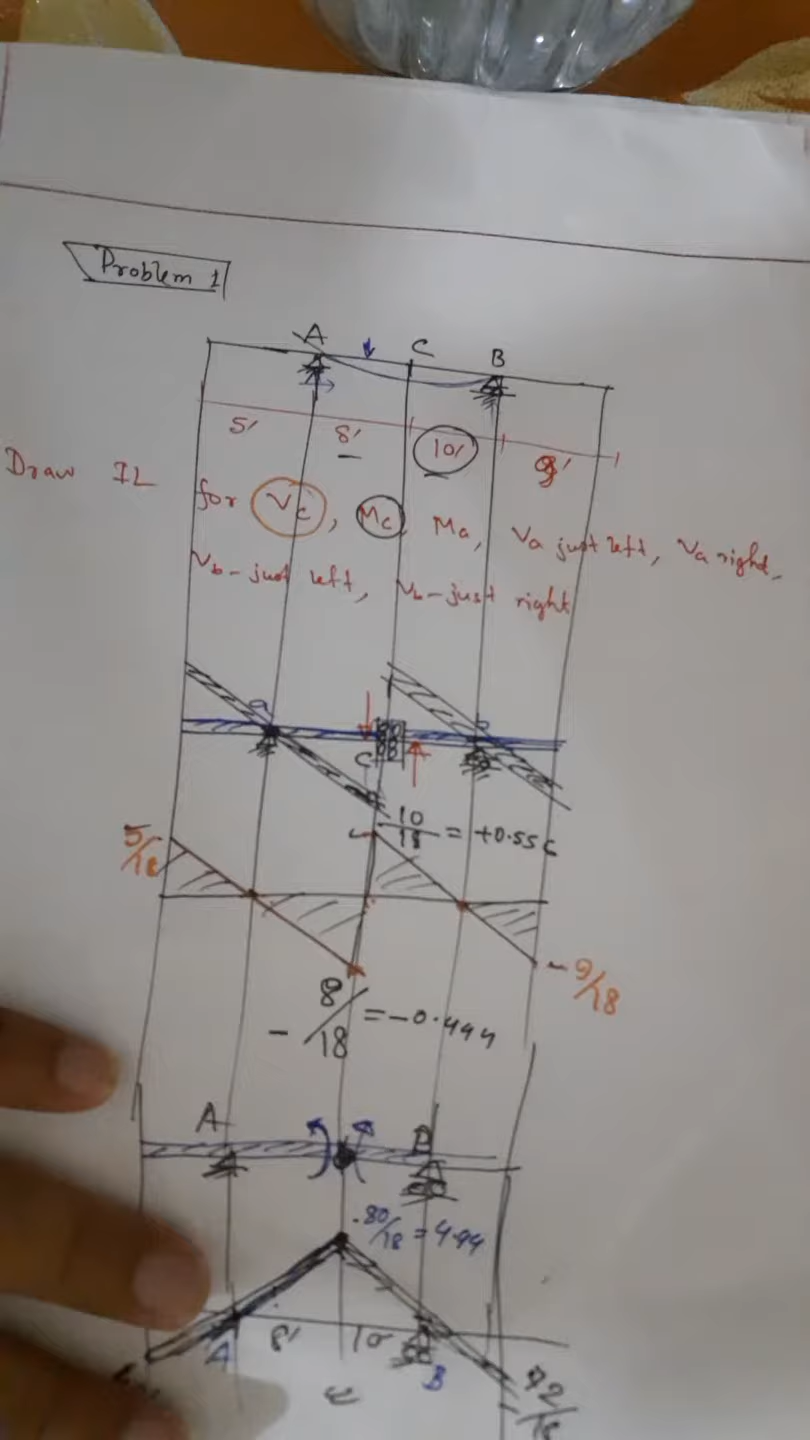 Problem 1
A C B
5' 8' 10' 9'
Draw IL for Vc, Mc, Ma, Va just left, Va right,
Vb-just left, Vb-just right
a
C
10/18 = +0.55
5/18
-9/18
-8/18 = -0.444
A B
80/18 = 4.44
8' 10'
A B